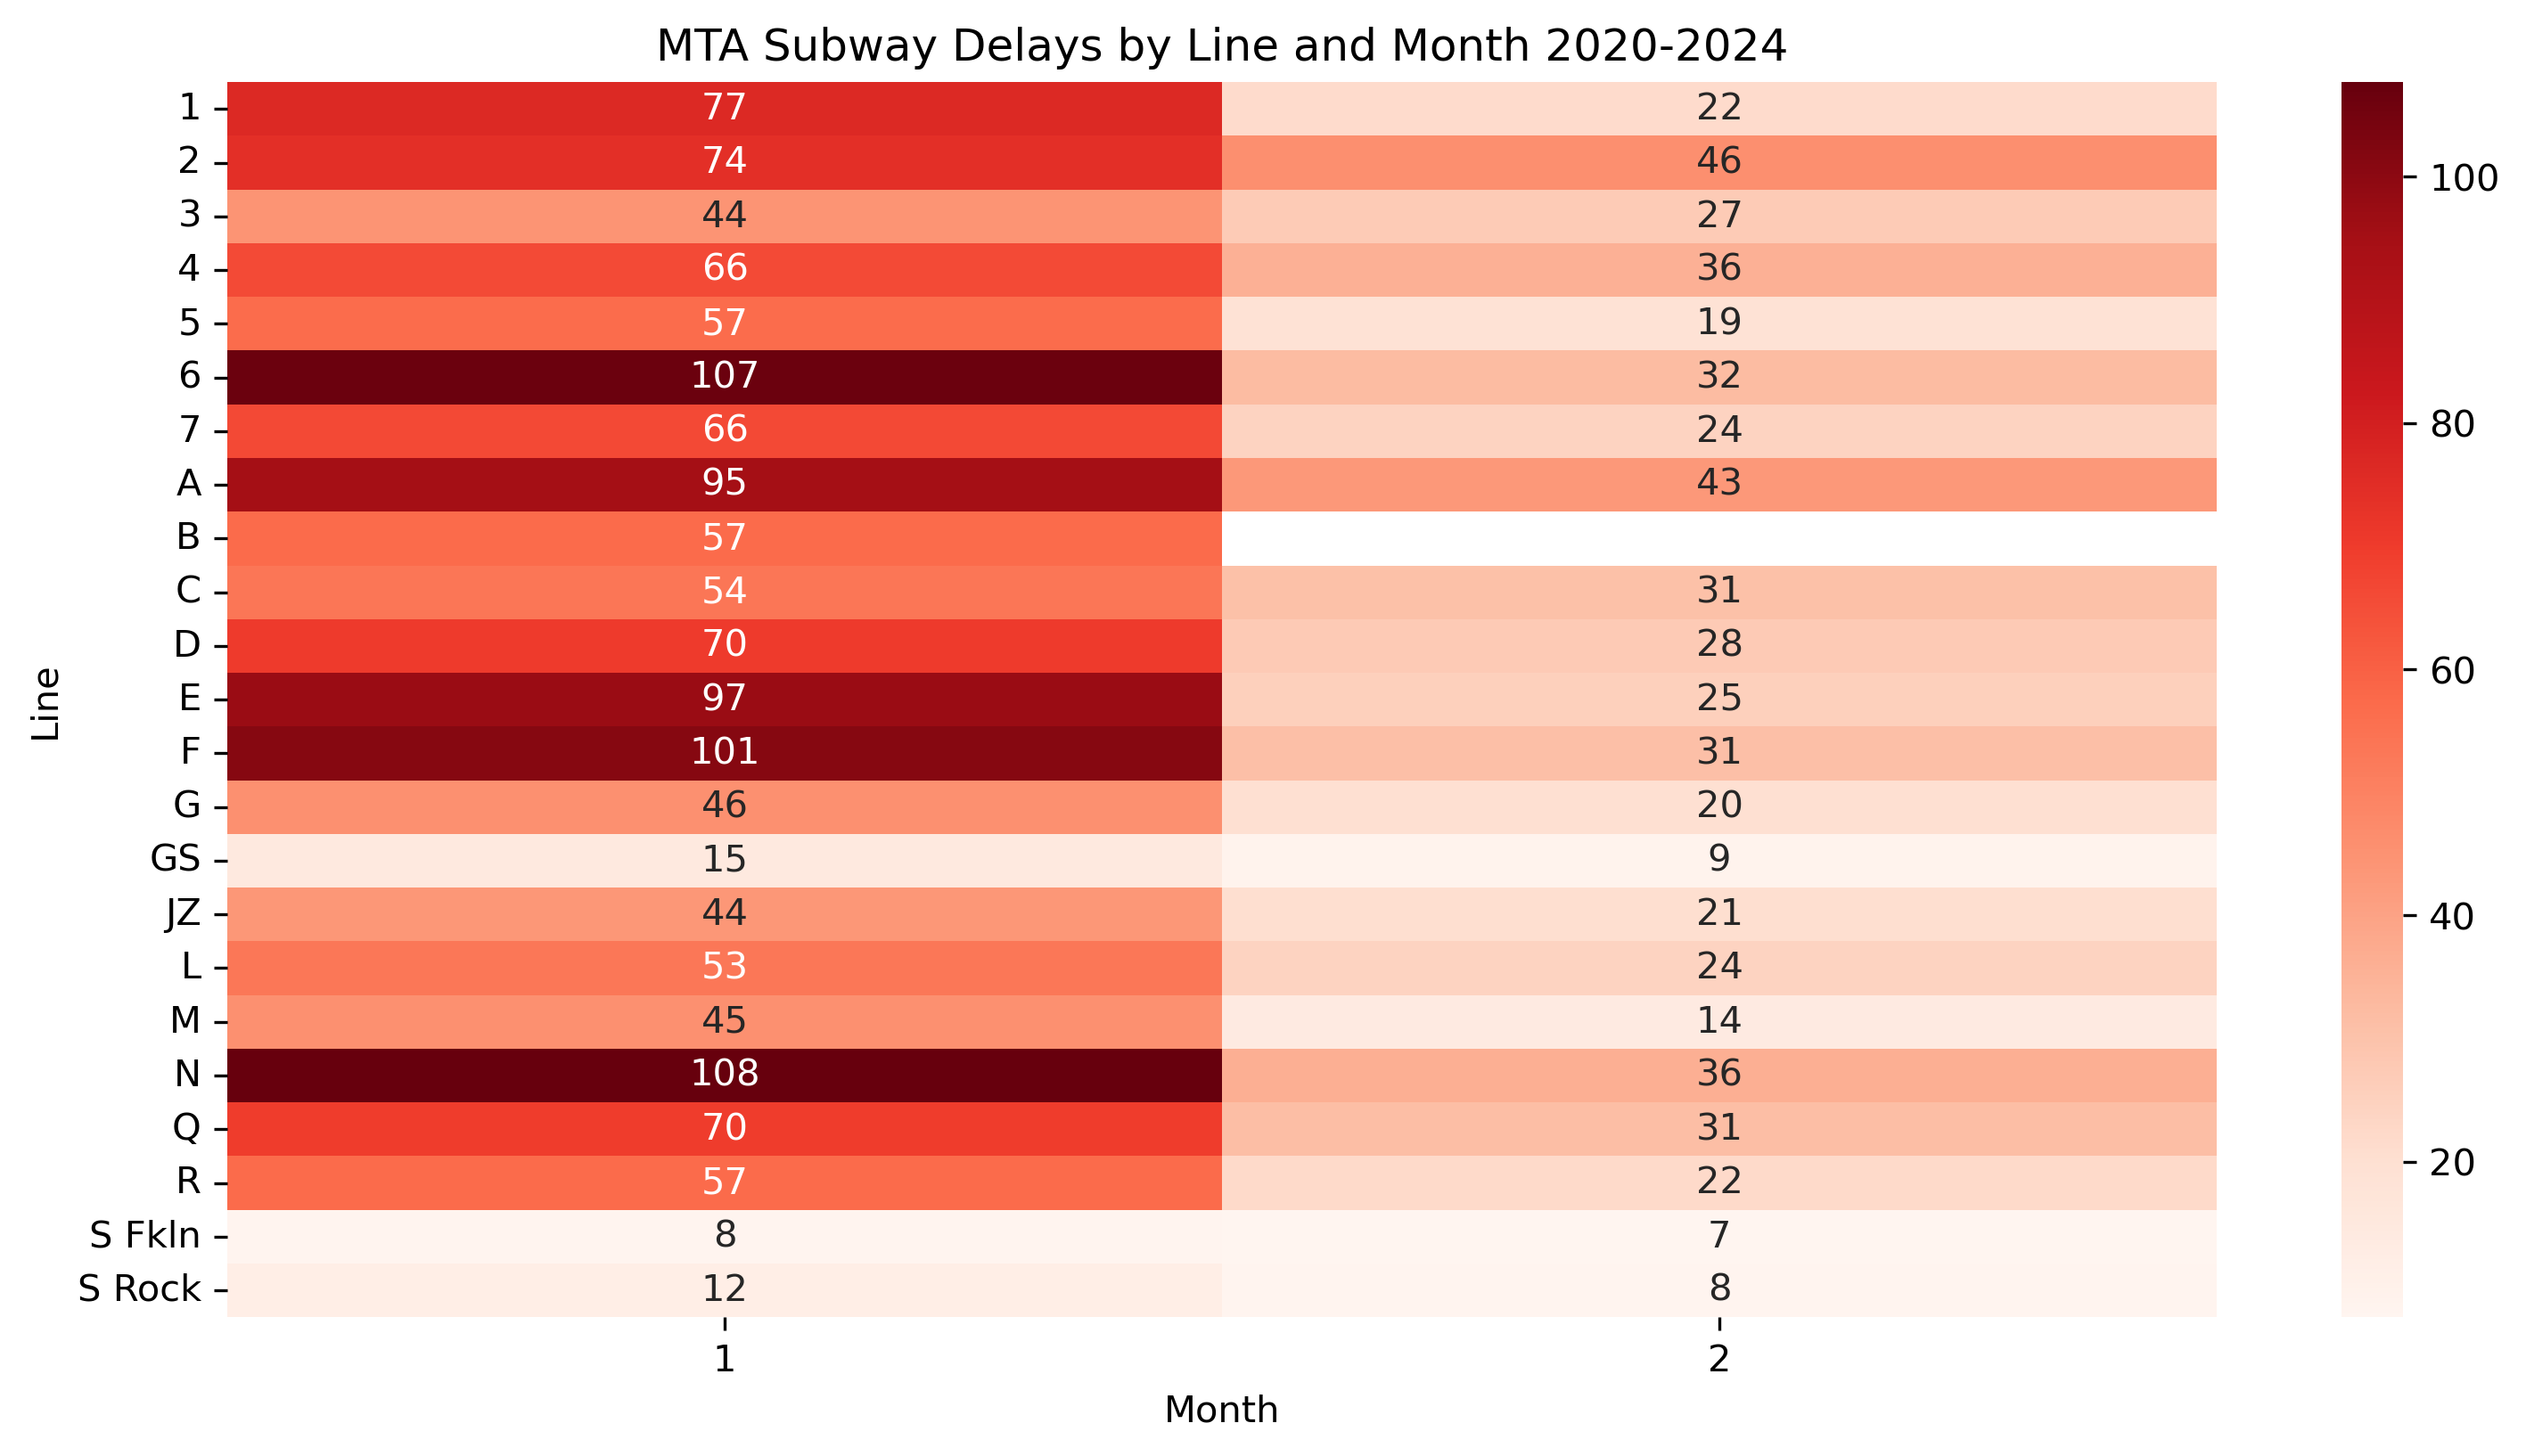 MTA Subway Delays by Line and Month 2020-2024
1 77 22
2 74 46
3 44 27
4 66 36
5 57 19
6 107 32
7 66 24
A 95 43
B 57
C 54 31
D 70 28
E 97 25
F 101 31
G 46 20
GS 15 9
JZ 44 21
L 53 24
M 45 14
N 108 36
Q 70 31
R 57 22
S Fkln 8 7
S Rock 12 8
1 2
Month
Line
100
80
60
40
20